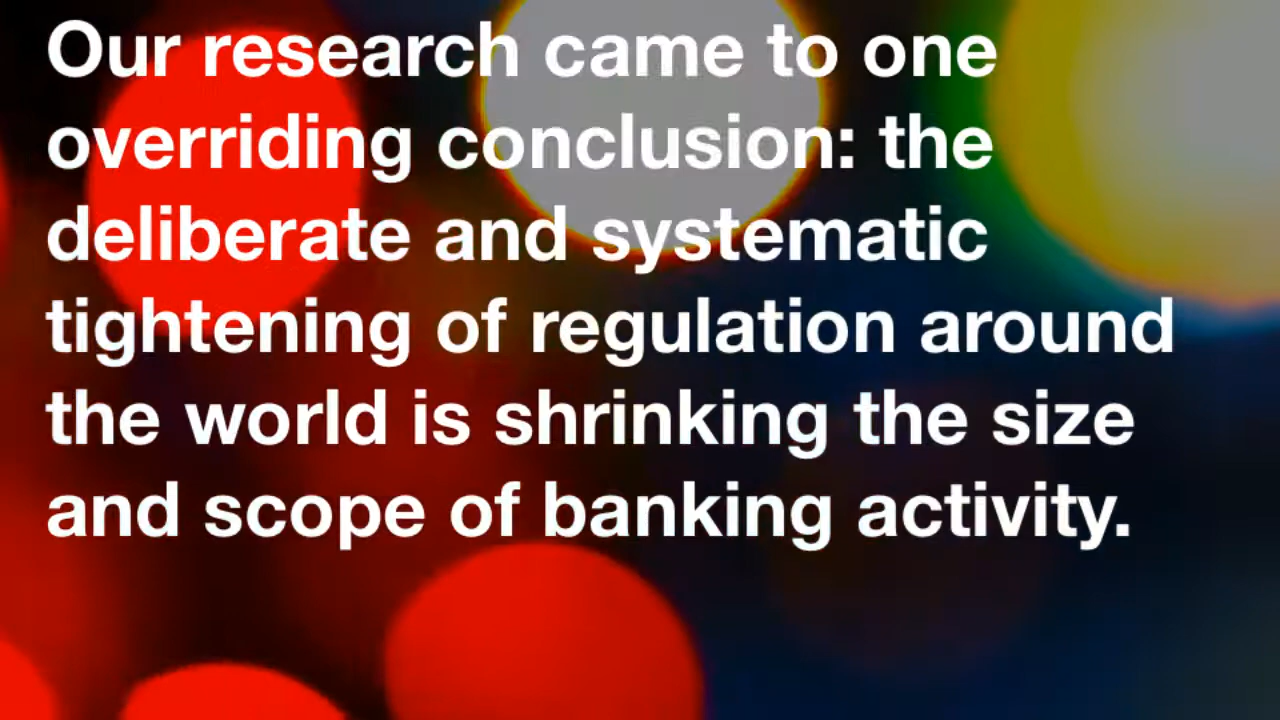 Our research came to one
overriding conclusion: the
deliberate and systematic
tightening of regulation around
the world is shrinking the size
and scope of banking activity.